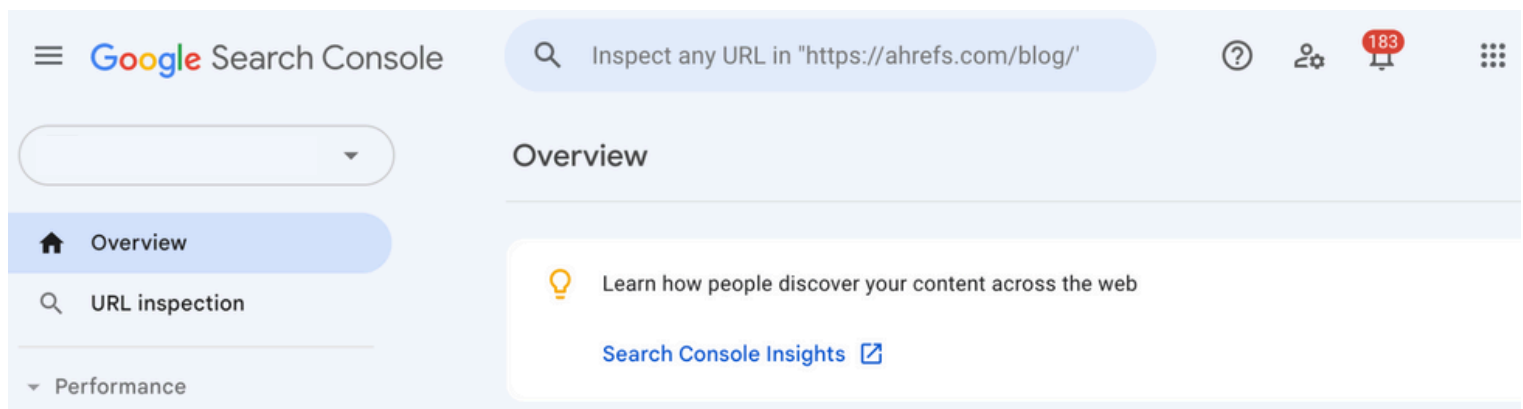 Google Search Console
Inspect any URL in "https://ahrefs.com/blog/'
183
Overview
Overview
URL inspection
Learn how people discover your content across the web
Search Console Insights
Performance